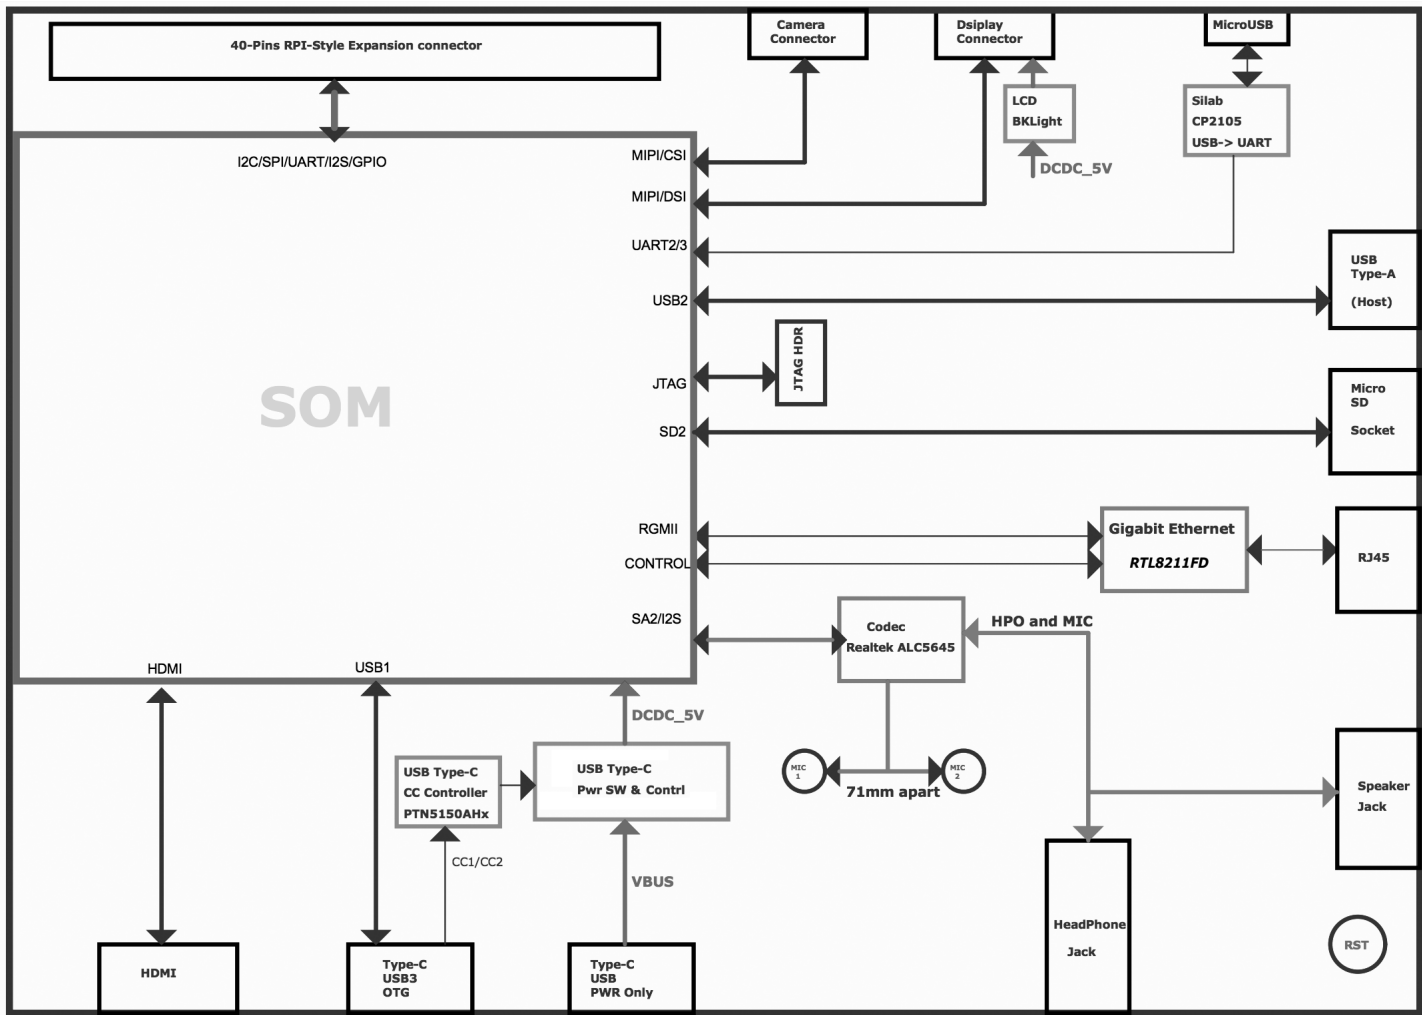 40-Pins RPI-Style Expansion connector
Camera
Connector
Dsiplay
Connector
MicroUSB
LCD
BKLight
Silab
CP2105
USB-> UART
DCDC_5V
I2C/SPI/UART/I2S/GPIO
MIPI/CSI
MIPI/DSI
UART2/3
USB2
USB
Type-A
(Host)
JTAG HDR
JTAG
SOM
SD2
Micro
SD
Socket
RGMII
CONTROL
Gigabit Ethernet
RTL8211FD
RJ45
SA2/I2S
Codec
Realtek ALC5645
HPO and MIC
HDMI
USB1
DCDC_5V
USB Type-C
CC Controller
PTN5150AHx
USB Type-C
Pwr SW & Contrl
MIC
1
MIC
2
71mm apart
Speaker
Jack
CC1/CC2
VBUS
HeadPhone
Jack
RST
HDMI
Type-C
USB3
OTG
Type-C
USB
PWR Only